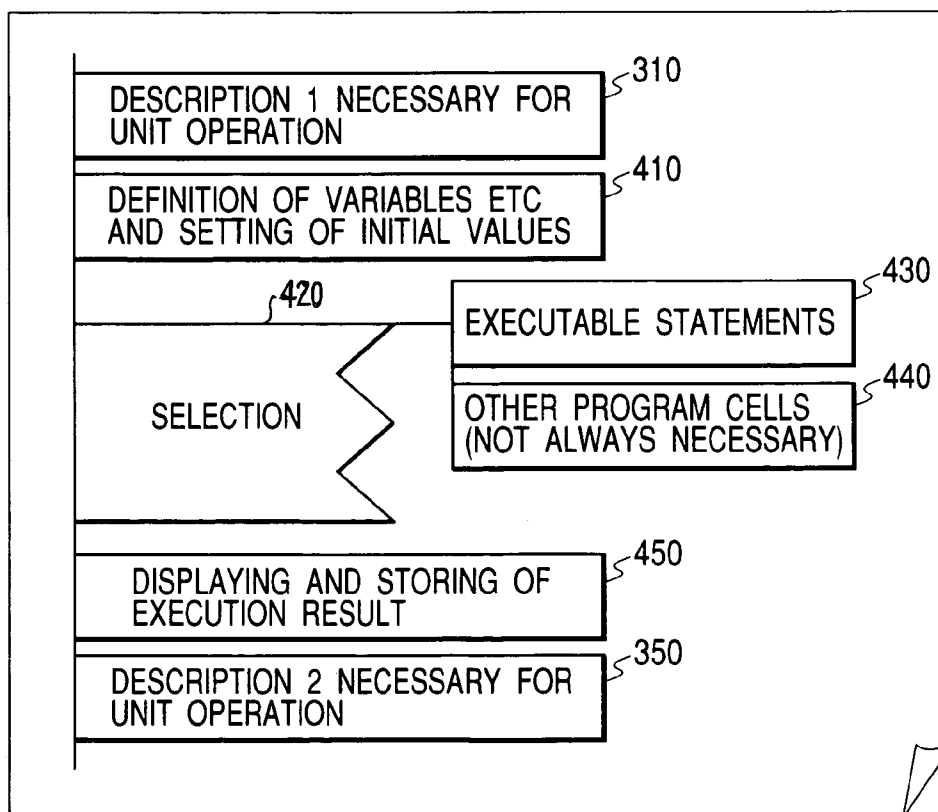 310
DESCRIPTION 1 NECESSARY FOR
UNIT OPERATION
410
DEFINITION OF VARIABLES ETC
AND SETTING OF INITIAL VALUES
420
430
EXECUTABLE STATEMENTS
SELECTION
440
OTHER PROGRAM CELLS
(NOT ALWAYS NECESSARY)
450
DISPLAYING AND STORING OF
EXECUTION RESULT
350
DESCRIPTION 2 NECESSARY FOR
UNIT OPERATION